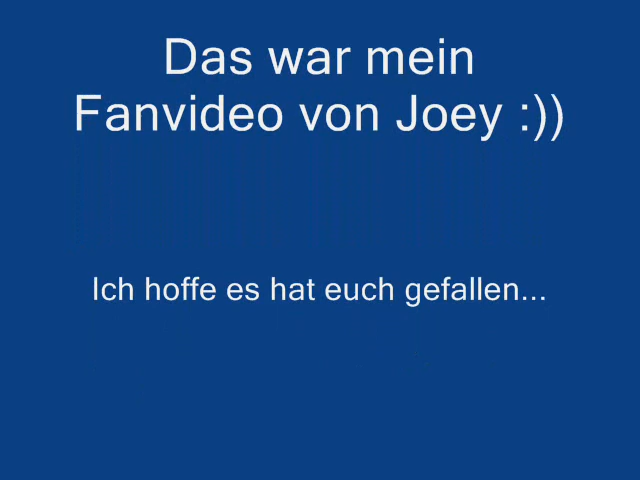 Das war mein
Fanvideo von Joey :))
Ich hoffe es hat euch gefallen...